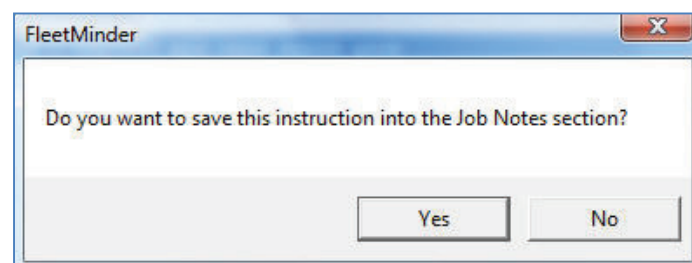 FleetMinder
Do you want to save this instruction into the Job Notes section?
Yes
No